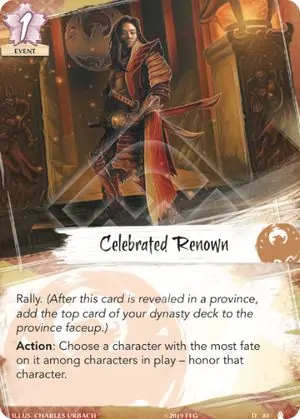 1
EVENT
Celebrated Renown
Rally. (After this card is revealed in a province,
add the top card of your dynasty deck to the
province faceup.)
Action: Choose a character with the most fate
on it among characters in play – honor that
character.
ILLUS. CHARLES URBACH ©2019 FFG D 81